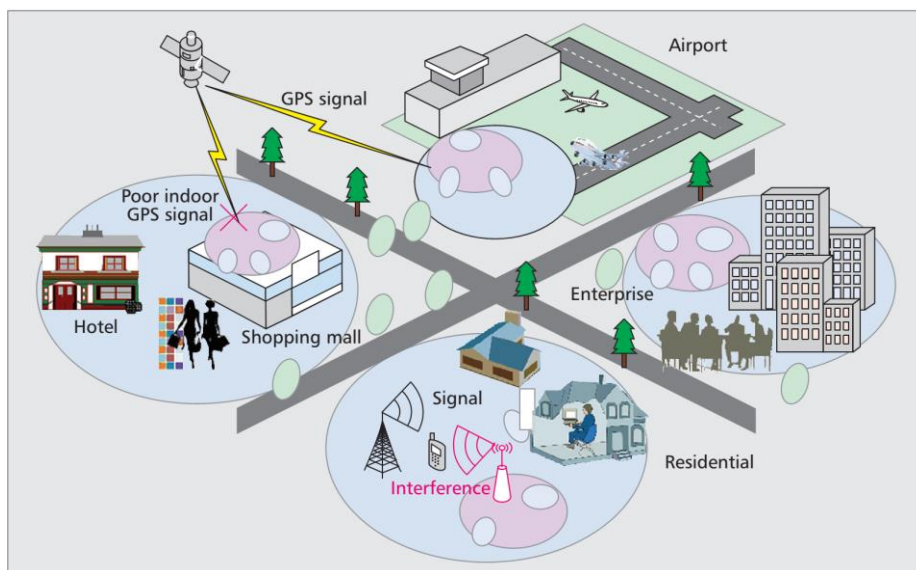 Airport
GPS signal
Poor indoor
GPS signal
Enterprise
Hotel
Shopping mall
Signal
Residential
Interference